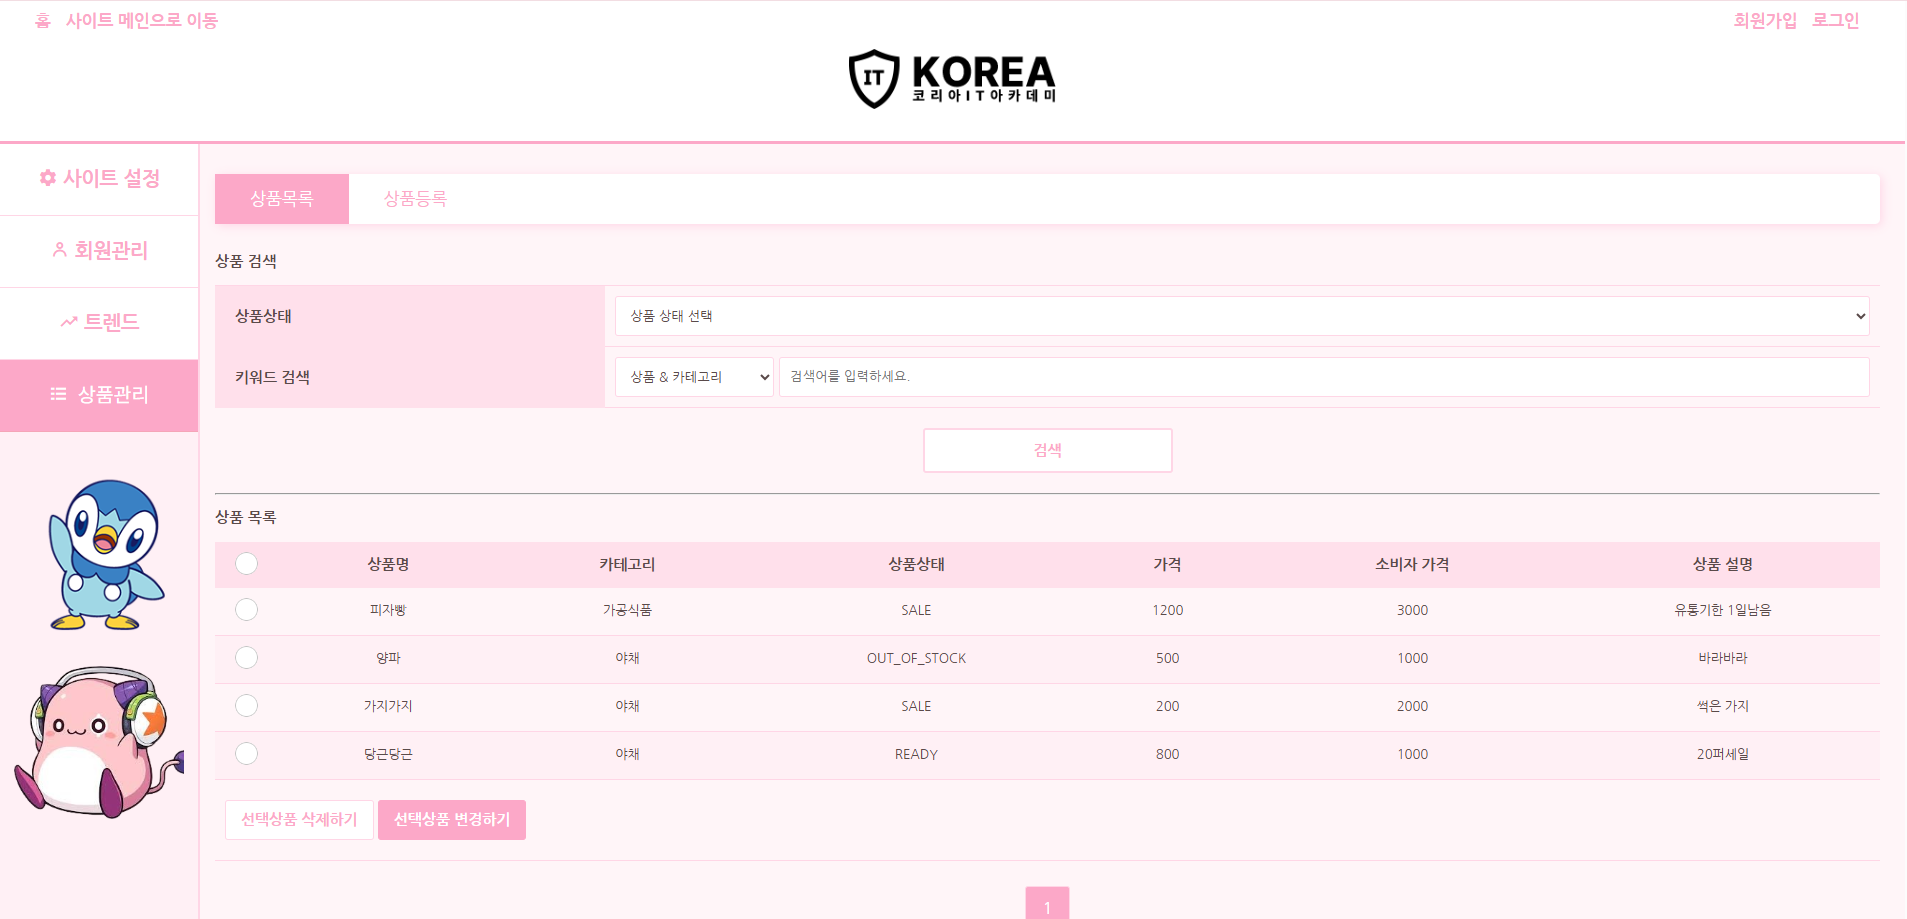 홈 사이트 메인으로 이동 회원가입 로그인
IT KOREA
코리아IT아카데미
사이트 설정
회원관리
트렌드
상품관리
상품목록 상품등록
상품 검색
상품상태 상품 상태 선택
키워드 검색 상품 & 카테고리 검색어를 입력하세요.
검색
상품 목록
상품명 카테고리 상품상태 가격 소비자 가격 상품 설명
피자빵 가공식품 SALE 1200 3000 유통기한 1일남음
양파 야채 OUT_OF_STOCK 500 1000 바라바라
가지가지 야채 SALE 200 2000 썩은 가지
당근당근 야채 READY 800 1000 20퍼세일
선택상품 삭제하기 선택상품 변경하기
1